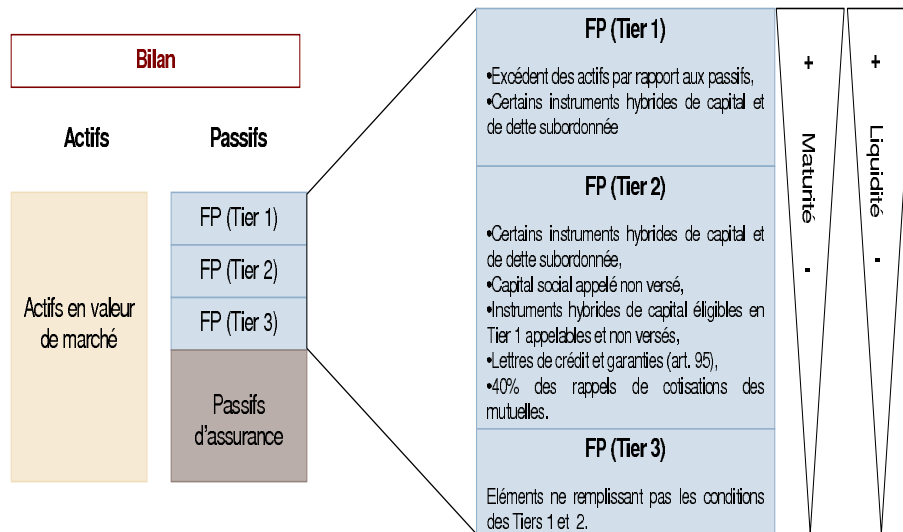 Bilan
Actifs
Passifs
Actifs en valeur
de marché
FP (Tier 1)
FP (Tier 2)
FP (Tier 3)
Passifs
d'assurance
FP (Tier 1)
•Excédent des actifs par rapport aux passifs,
•Certains instruments hybrides de capital et
de dette subordonnée
FP (Tier 2)
•Certains instruments hybrides de capital et
de dette subordonnée,
•Capital social appelé non versé,
•Instruments hybrides de capital éligibles en
Tier 1 appelables et non versés,
•Lettres de crédit et garanties (art. 95),
•40% des rappels de cotisations des
mutuelles.
FP (Tier 3)
Eléments ne remplissant pas les conditions
des Tiers 1 et 2.
+
Maturité
-
+
Liquidité
-